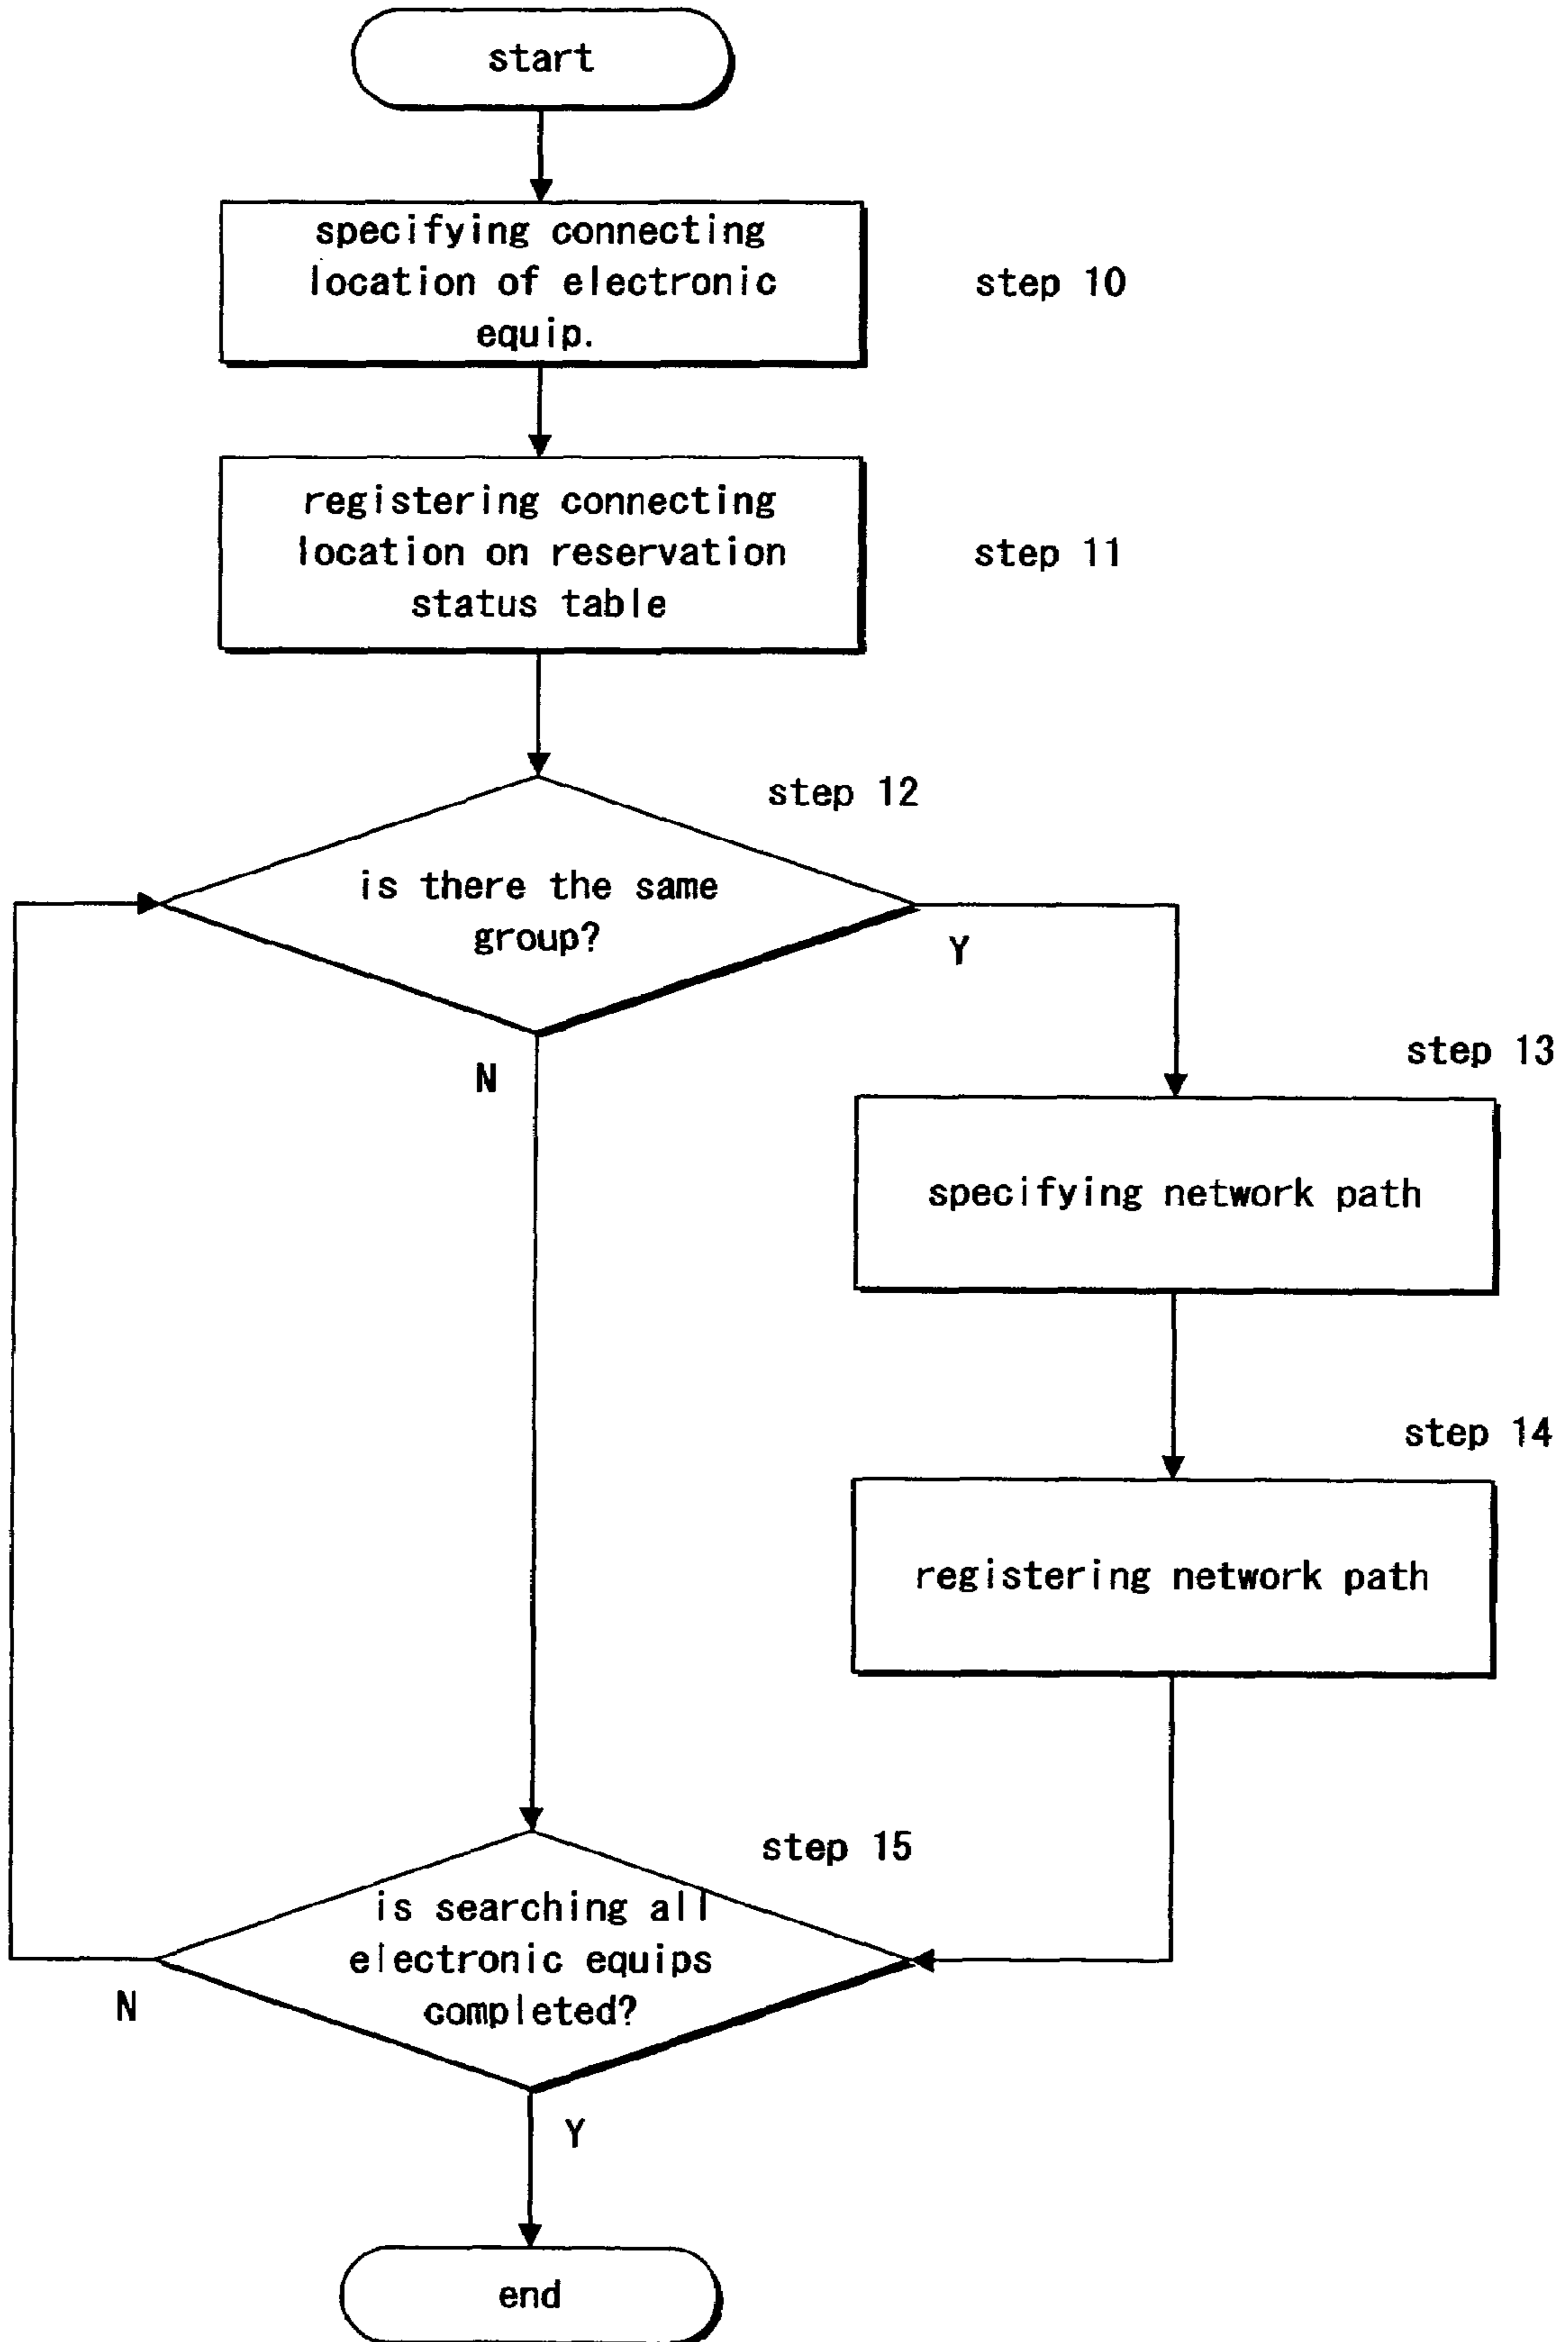 start
specifying connecting
location of electronic
equip.
step 10
registering connecting
location on reservation
status table
step 11
step 12
is there the same
group?
Y
N
step 13
specifying network path
step 14
registering network path
step 15
is searching all
electronic equips
completed?
N
Y
end